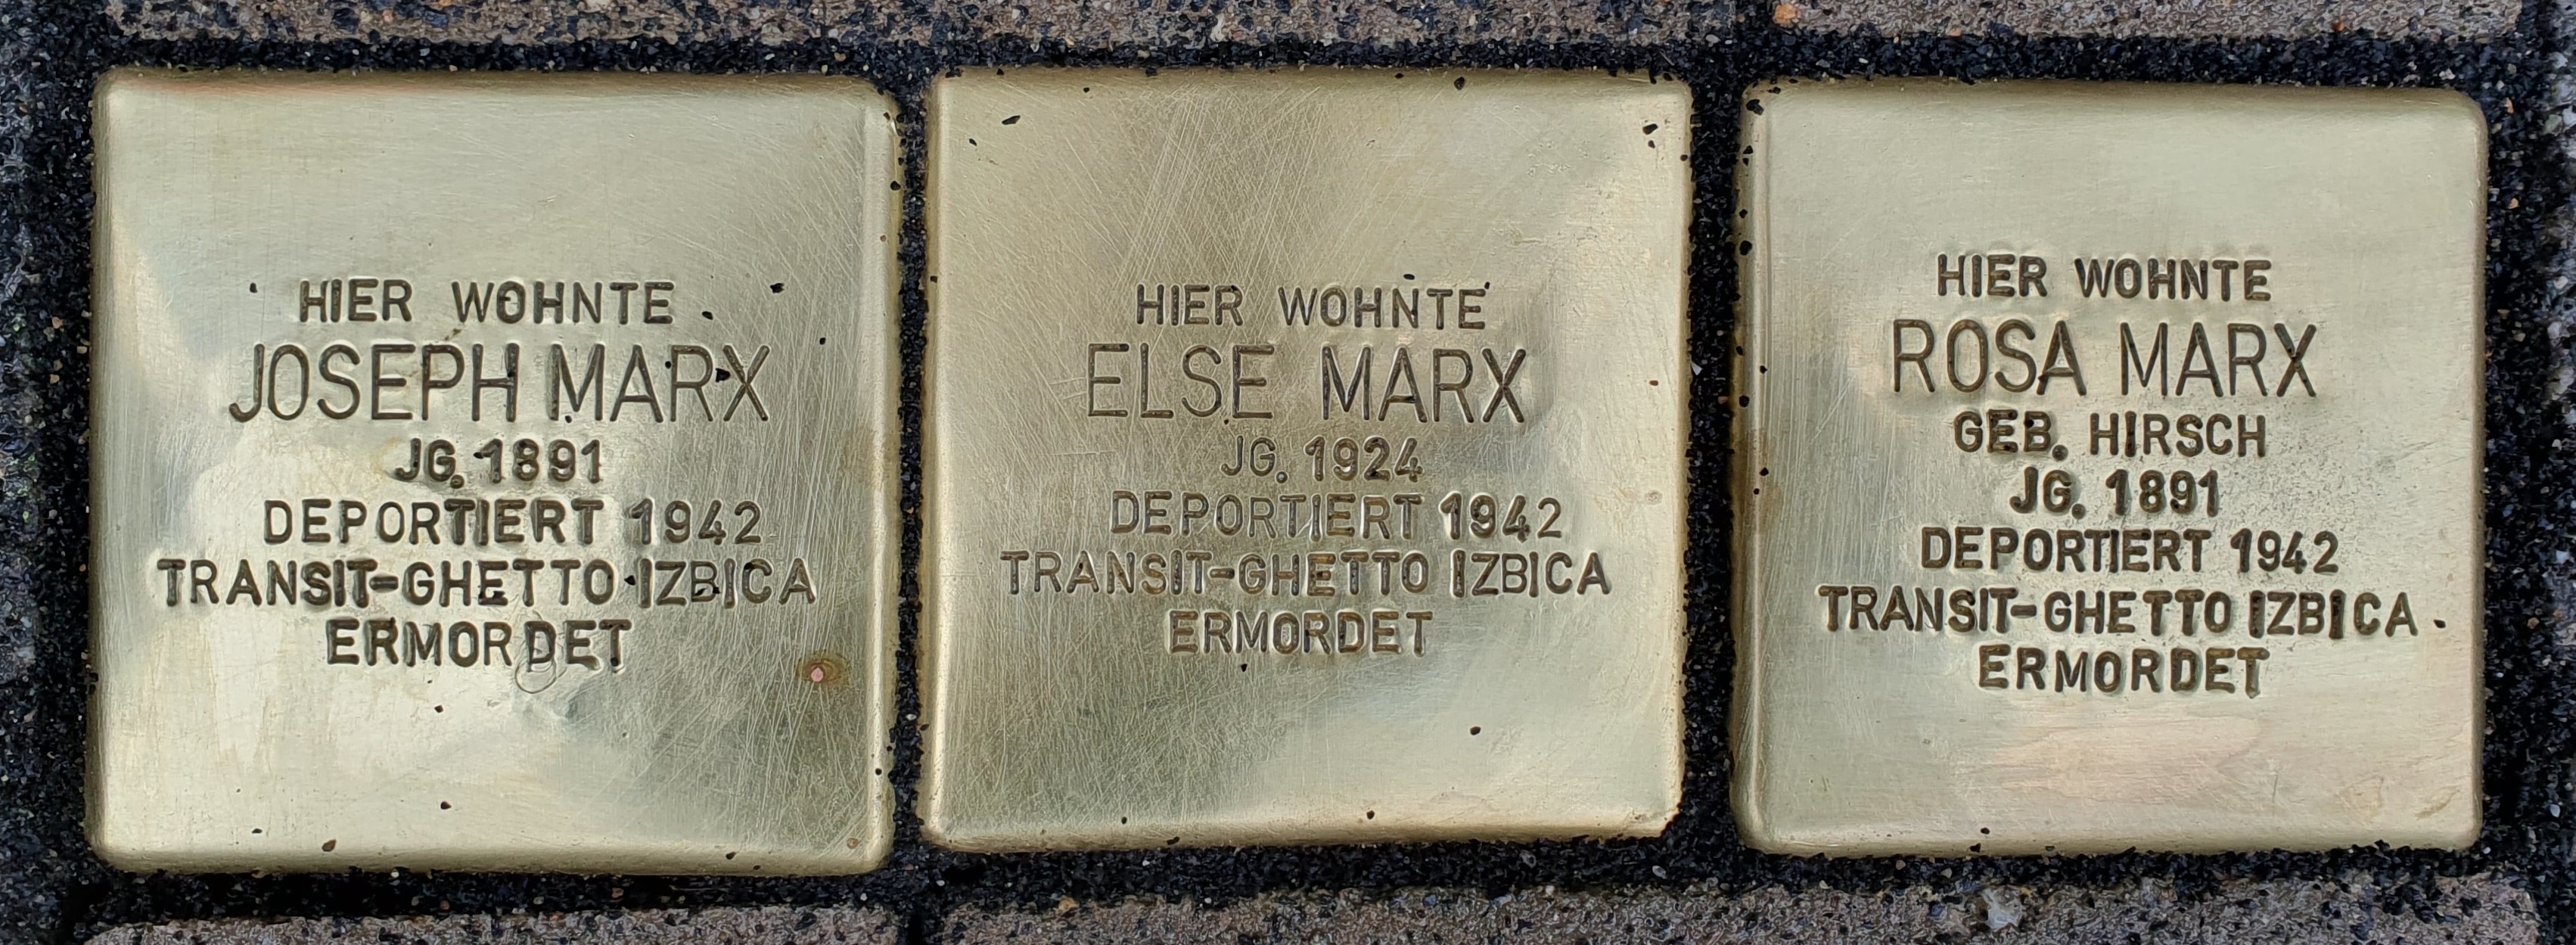 HIER WOHNTE
JOSEPH MARX
JG. 1891
DEPORTIERT 1942
TRANSIT-GHETTO IZBICA
ERMORDET
HIER WOHNTE
ELSE MARX
JG. 1924
DEPORTIERT 1942
TRANSIT-GHETTO IZBICA
ERMORDET
HIER WOHNTE
ROSA MARX
GEB. HIRSCH
JG. 1891
DEPORTIERT 1942
TRANSIT-GHETTO IZBICA
ERMORDET